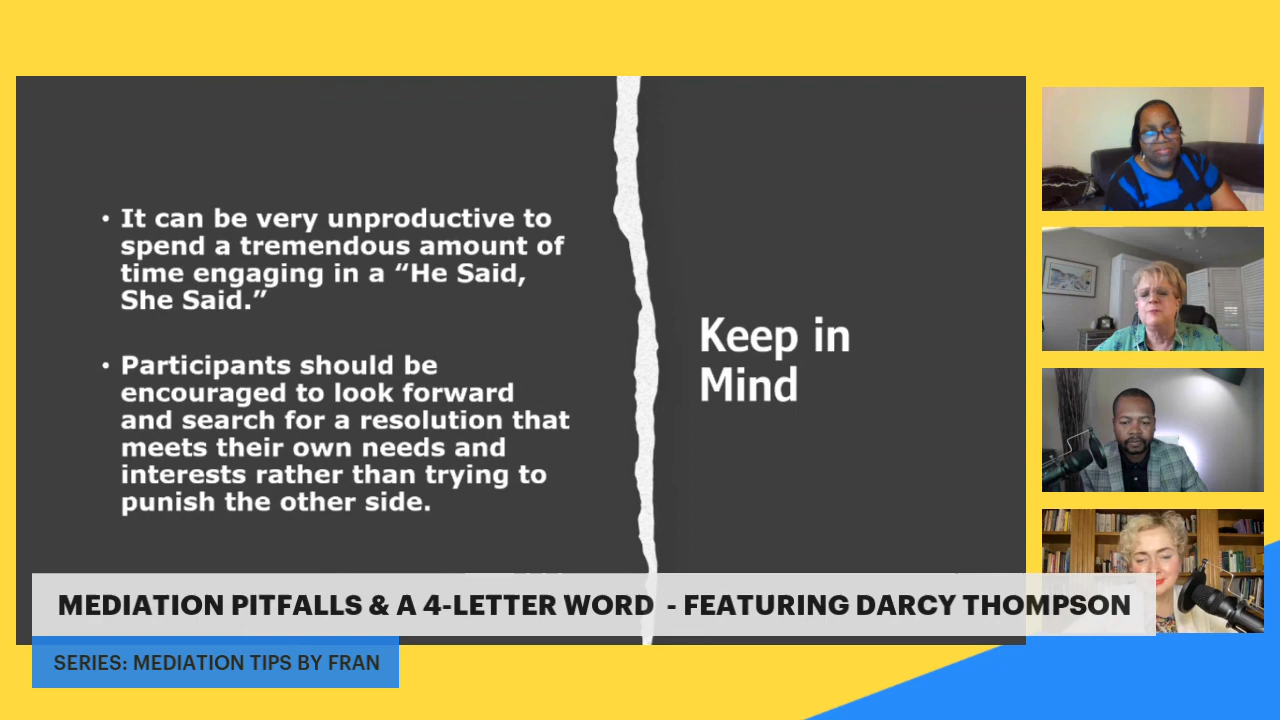 • It can be very unproductive to
spend a tremendous amount of
time engaging in a “He Said,
She Said.”
• Participants should be
encouraged to look forward
and search for a resolution that
meets their own needs and
interests rather than trying to
punish the other side.
Keep in
Mind
MEDIATION PITFALLS & A 4-LETTER WORD - FEATURING DARCY THOMPSON
SERIES: MEDIATION TIPS BY FRAN